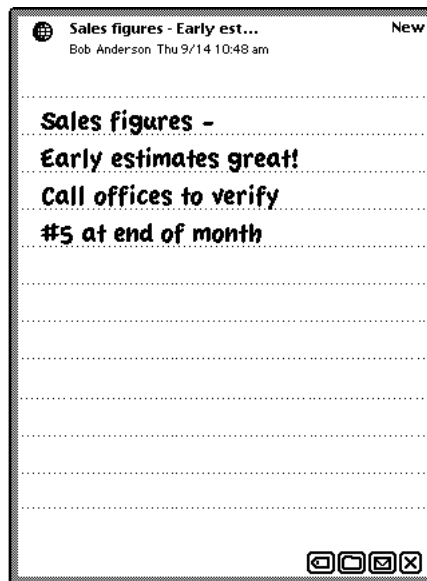 Sales figures - Early est... New
Bob Anderson Thu 9/14 10:48 am
Sales figures -
Early estimates great!
Call offices to verify
#5 at end of month